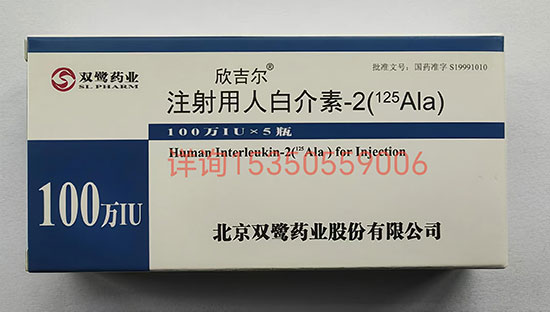 双鹭药业
SL PHARM
欣吉尔®
批准文号：国药准字 S19991010
注射用人白介素-2(¹²⁵Ala)
100万IU×5瓶
Human Interleukin-2(¹²⁵ Ala) for Injection
详询15350559006
100万IU
北京双鹭药业股份有限公司